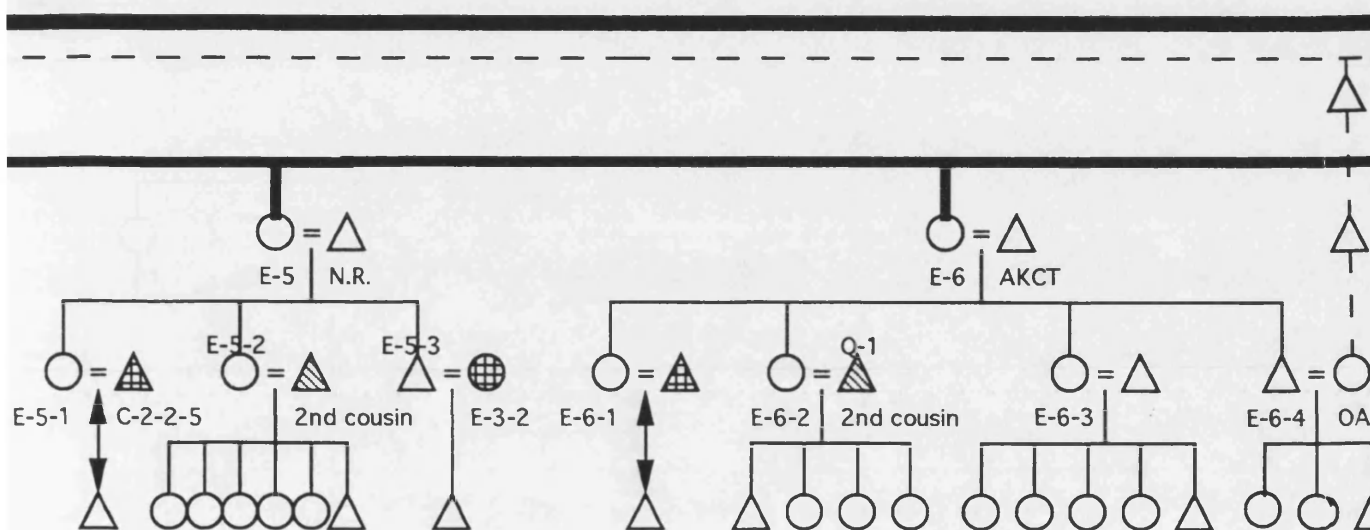 E-5 N.R. E-6 AKCT
E-5-2 E-5-3 Q-1
E-5-1 C-2-2-5 2nd cousin E-3-2 E-6-1 E-6-2 2nd cousin E-6-3 E-6-4 OA